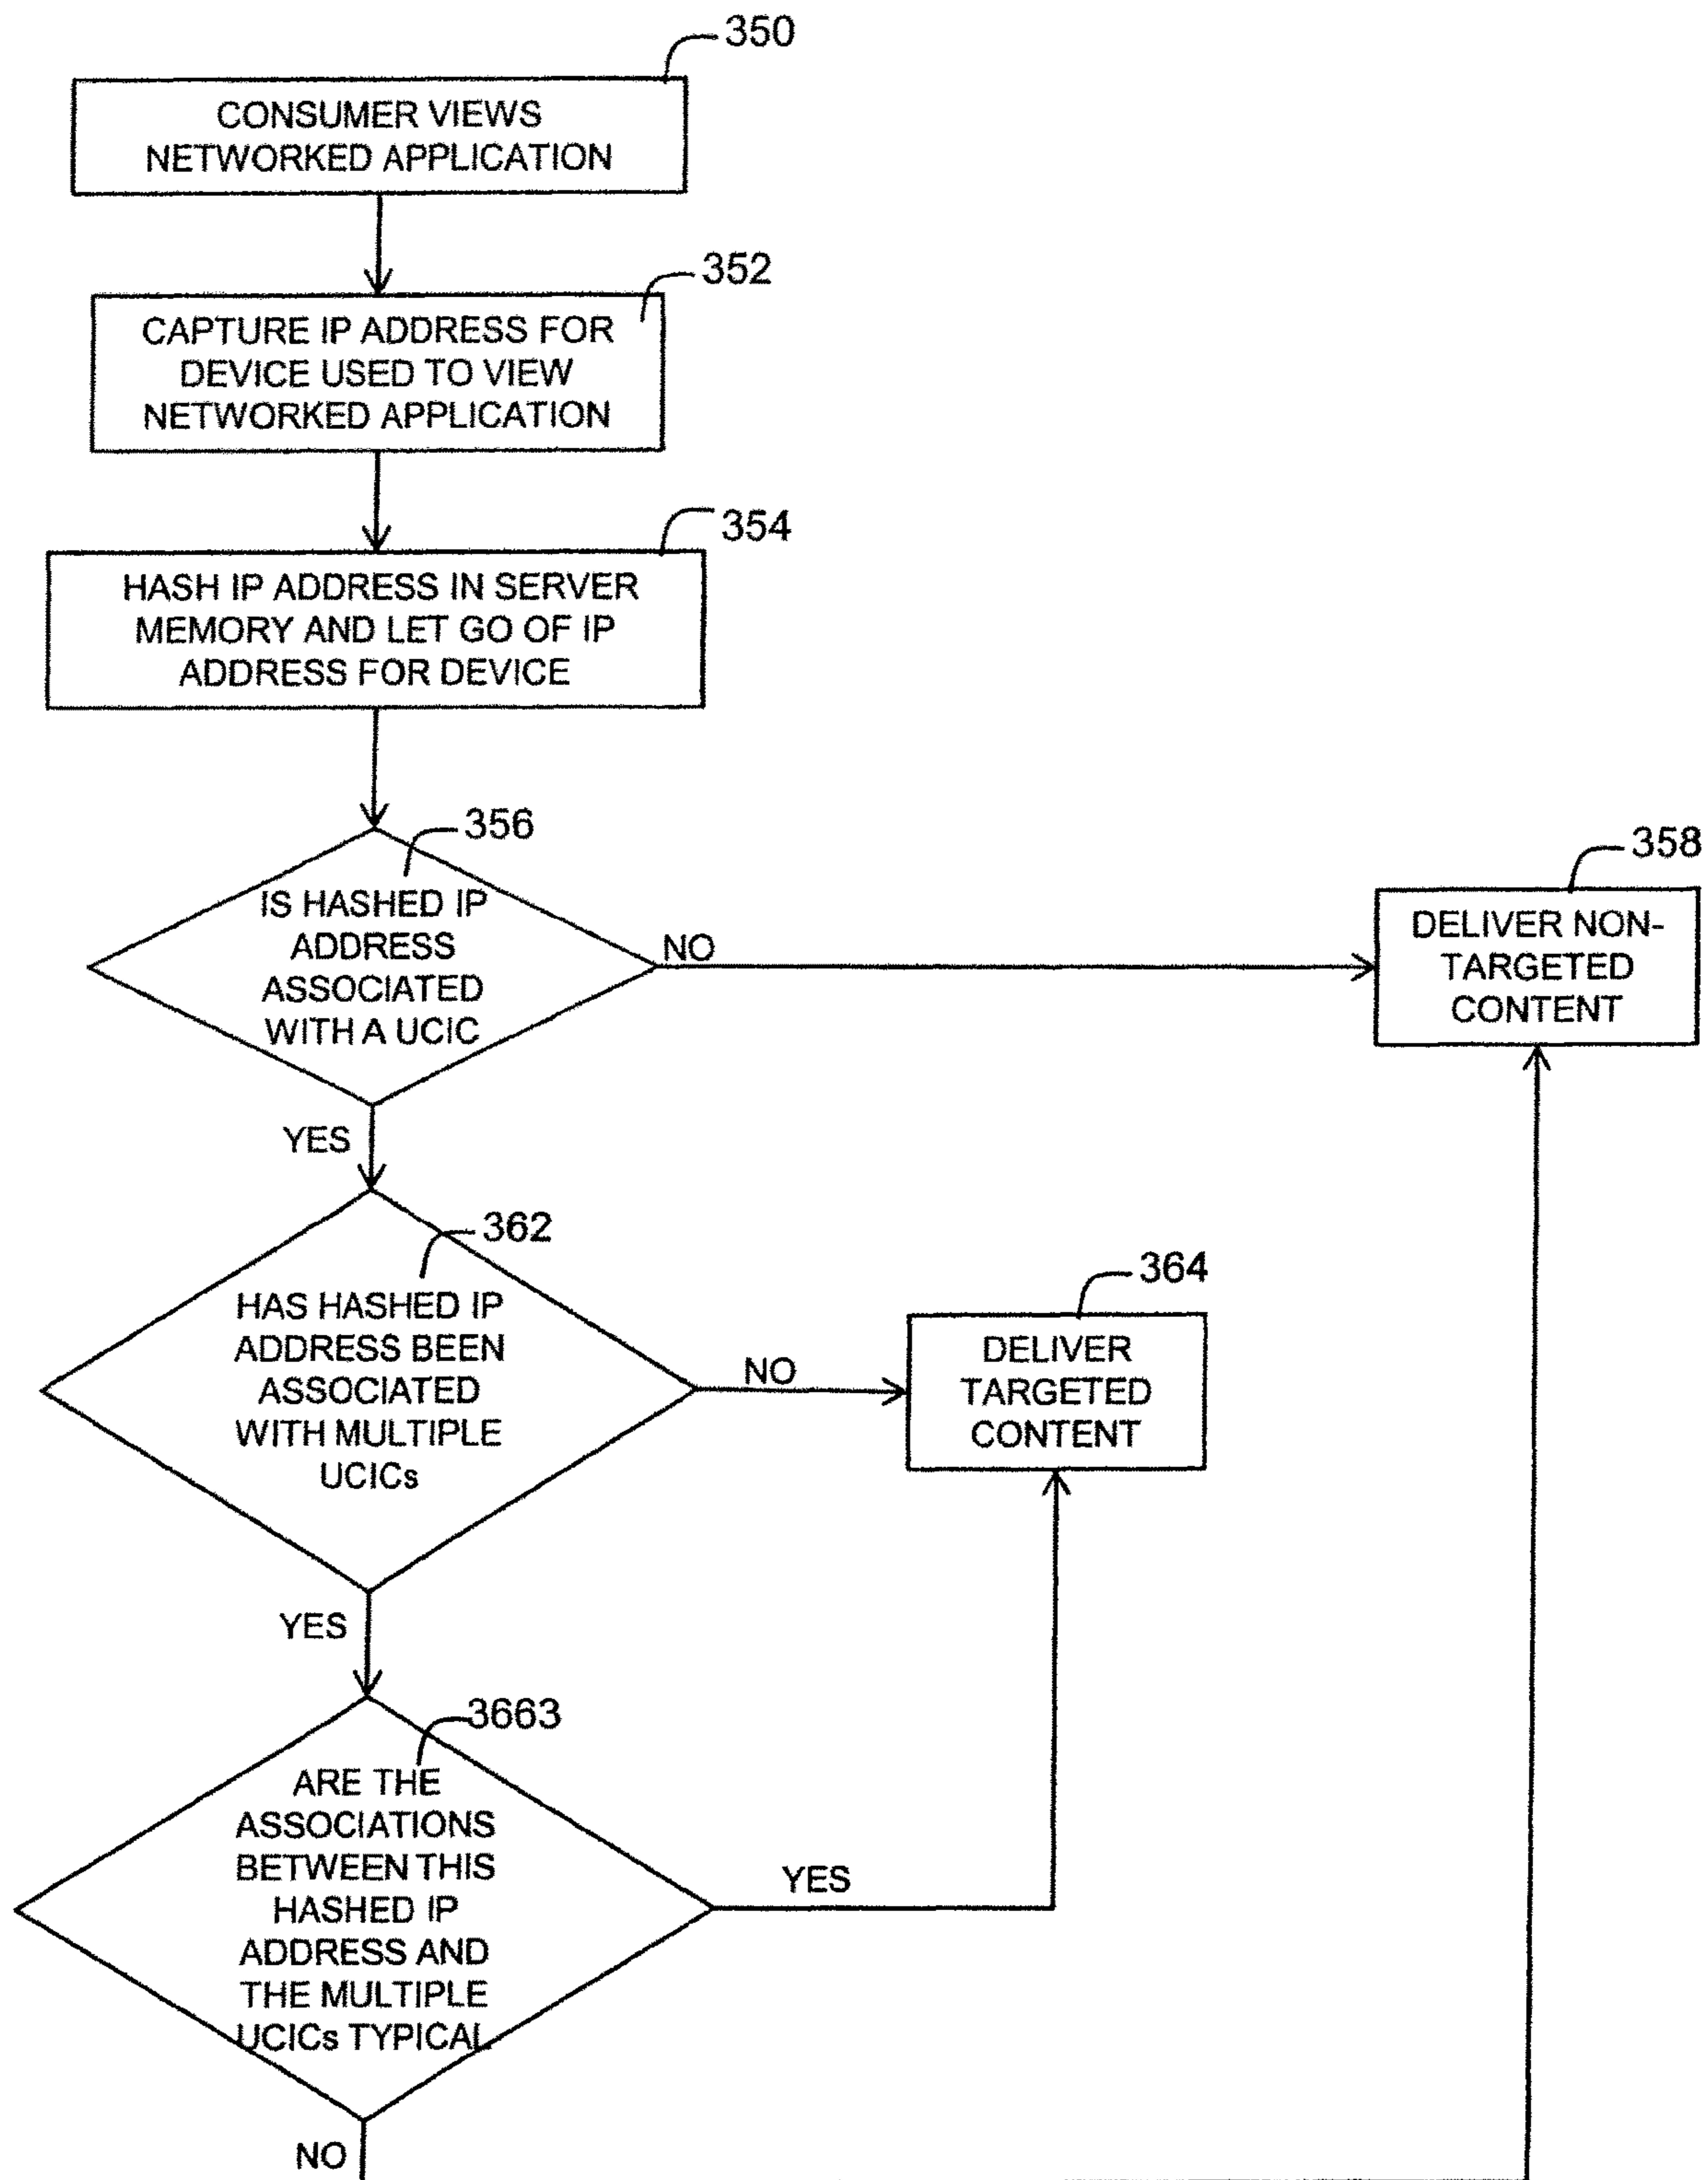 350
CONSUMER VIEWS
NETWORKED APPLICATION
352
CAPTURE IP ADDRESS FOR
DEVICE USED TO VIEW
NETWORKED APPLICATION
354
HASH IP ADDRESS IN SERVER
MEMORY AND LET GO OF IP
ADDRESS FOR DEVICE
356
IS HASHED IP
ADDRESS
ASSOCIATED
WITH A UCIC
NO
358
DELIVER NON-
TARGETED
CONTENT
YES
362
HAS HASHED IP
ADDRESS BEEN
ASSOCIATED
WITH MULTIPLE
UCICs
NO
364
DELIVER
TARGETED
CONTENT
YES
3663
ARE THE
ASSOCIATIONS
BETWEEN THIS
HASHED IP
ADDRESS AND
THE MULTIPLE
UCICs TYPICAL
YES
NO